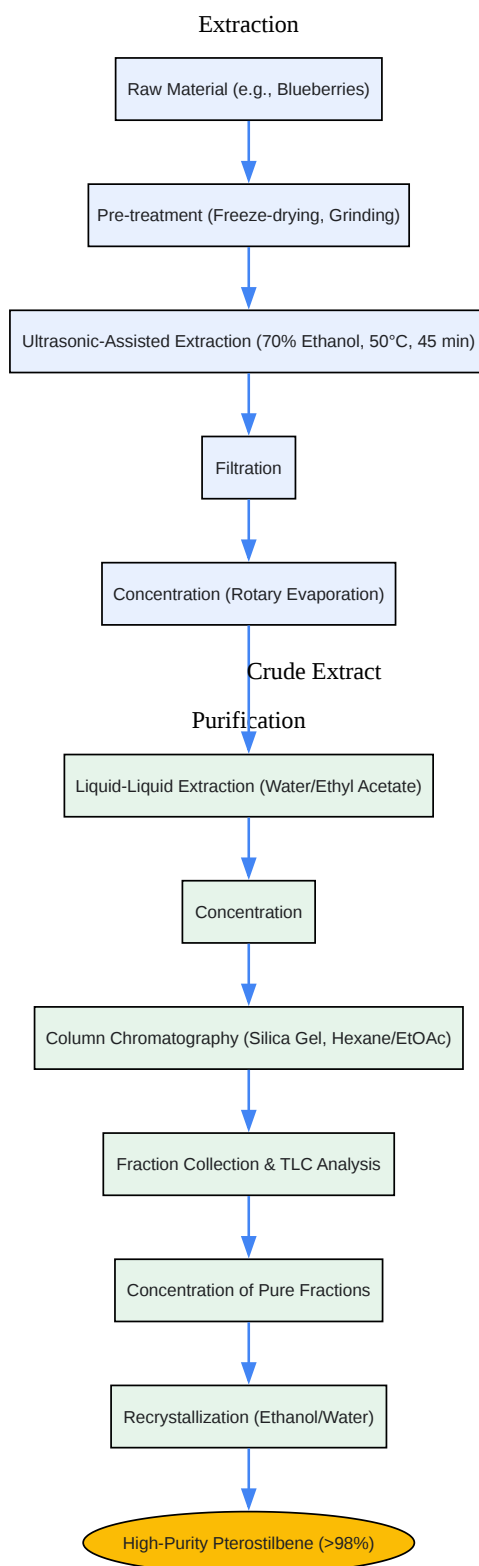 Extraction
Raw Material (e.g., Blueberries)
Pre-treatment (Freeze-drying, Grinding)
Ultrasonic-Assisted Extraction (70% Ethanol, 50°C, 45 min)
Filtration
Concentration (Rotary Evaporation)
Crude Extract
Purification
Liquid-Liquid Extraction (Water/Ethyl Acetate)
Concentration
Column Chromatography (Silica Gel, Hexane/EtOAc)
Fraction Collection & TLC Analysis
Concentration of Pure Fractions
Recrystallization (Ethanol/Water)
High-Purity Pterostilbene (>98%)